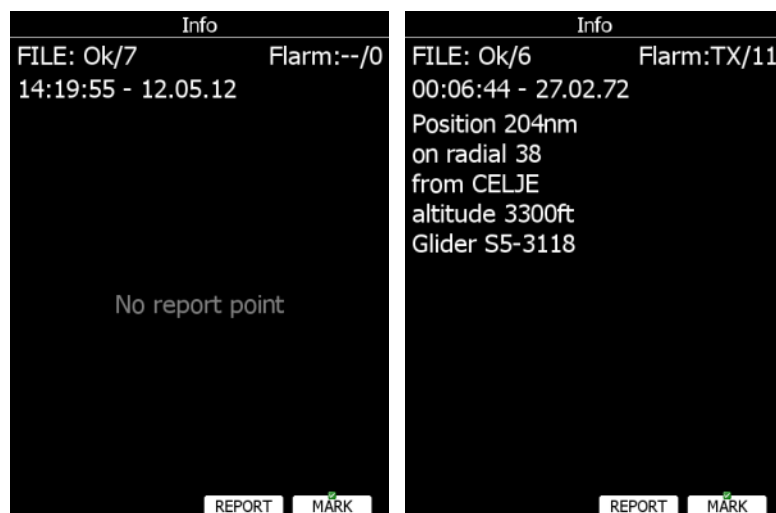 Info
FILE: Ok/7 Flarm:--/0
14:19:55 - 12.05.12
No report point
REPORT MARK
Info
FILE: Ok/6 Flarm:TX/11
00:06:44 - 27.02.72
Position 204nm
on radial 38
from CELJE
altitude 3300ft
Glider S5-3118
REPORT MARK